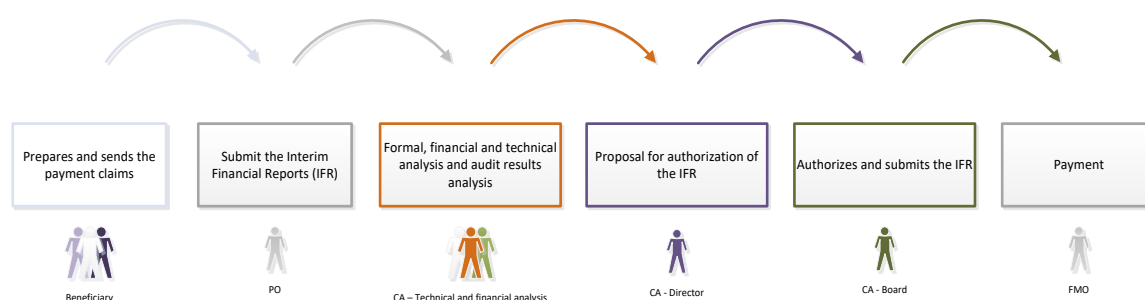 Prepares and sends the
payment claims
Submit the Interim
Financial Reports (IFR)
Formal, financial and technical
analysis and audit results
analysis
Proposal for authorization of
the IFR
Authorizes and submits the IFR
Payment
Beneficiary
PO
CA – Technical and financial analysis
CA - Director
CA - Board
FMO